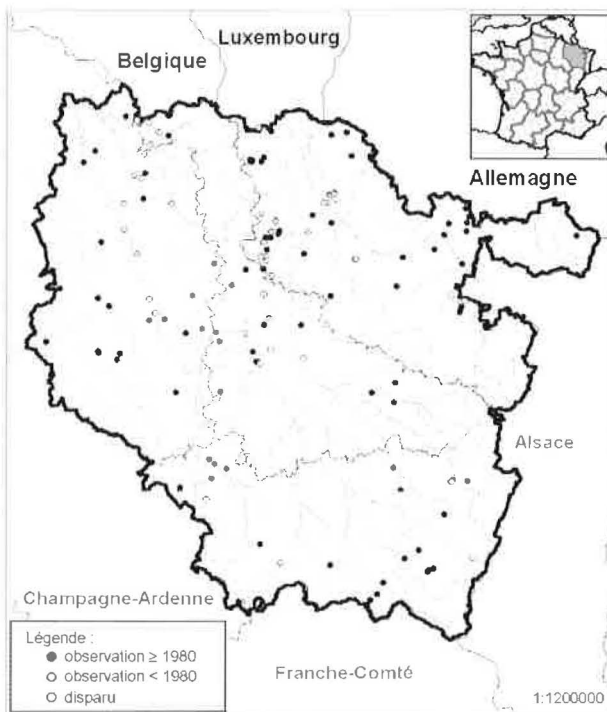 Luxembourg
Belgique
Allemagne
Alsace
Champagne-Ardenne
Franche-Comté
Légende :
observation ≥ 1980
observation < 1980
disparu
1:1200000